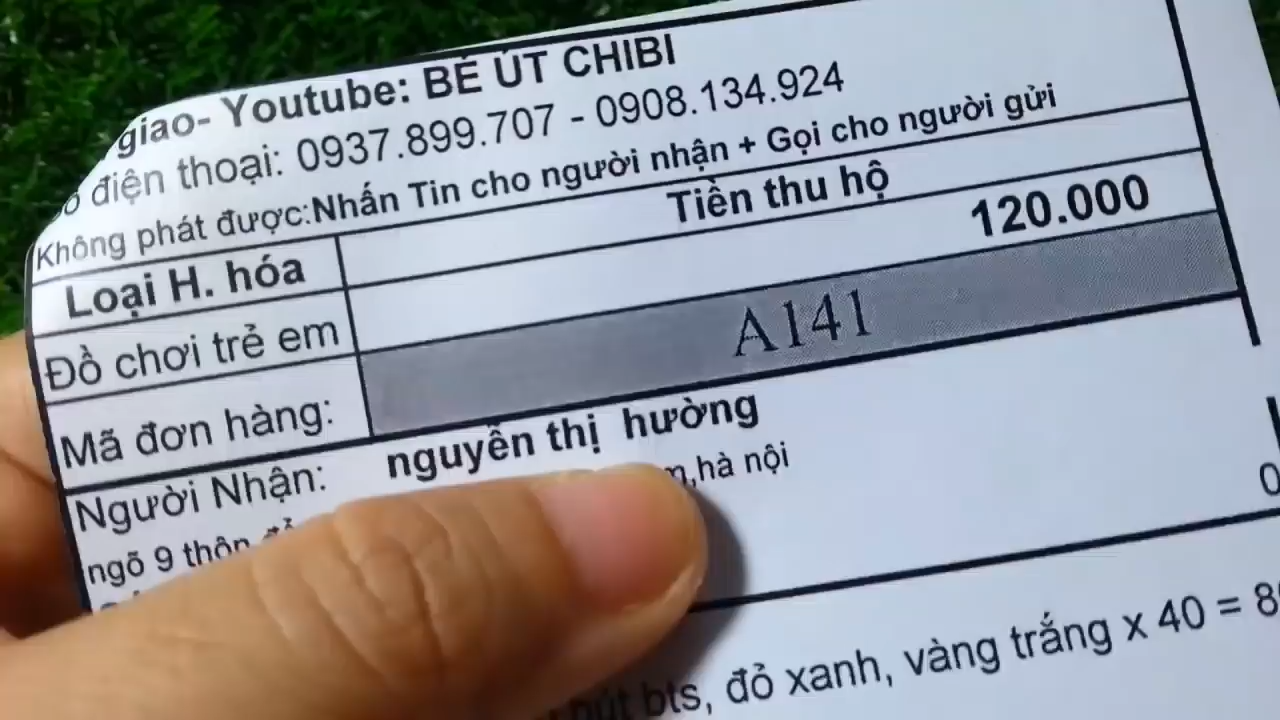 giao- Youtube: BÉ ÚT CHIBI
điện thoại: 0937.899.707 - 0908.134.924
Không phát được:Nhấn Tin cho người nhận + Gọi cho người gửi
Loại H. hóa
Tiền thu hộ
Đồ chơi trẻ em
120.000
Mã đơn hàng:
A141
Người Nhận: nguyễn thị hường
ngõ 9 thôn ,hà nội
bts, đỏ xanh, vàng trắng x 40 =